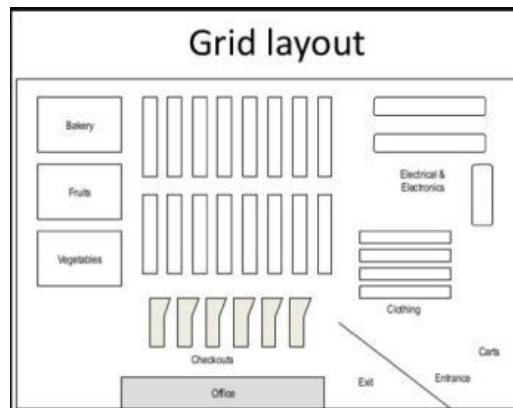 Grid layout
Bakery
Fruits
Vegetables
Electrical &
Electronics
Clothing
Checkouts
Office
Exit
Entrance
Carts